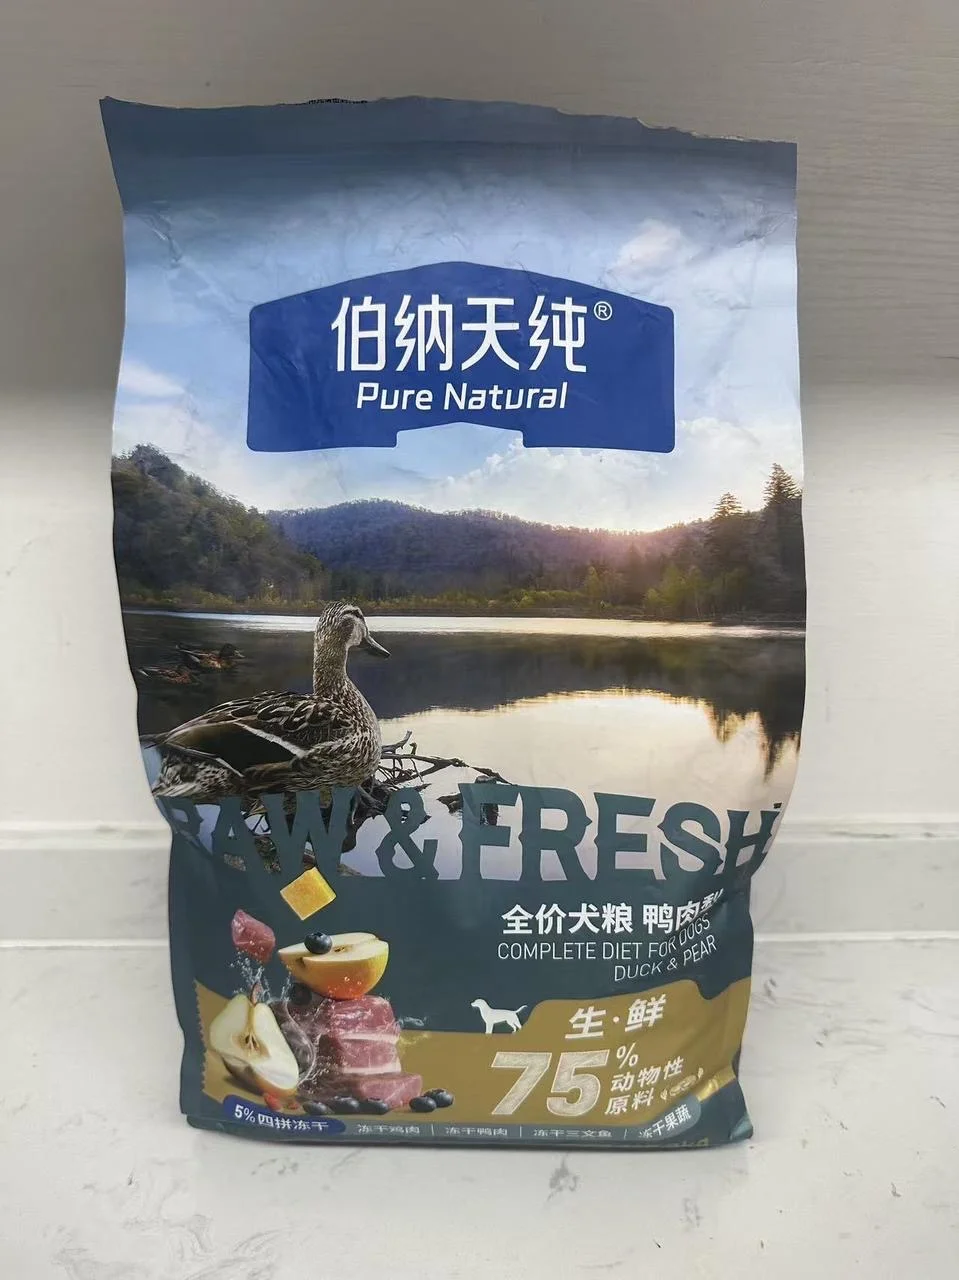 伯纳天纯®
Pure Natural
RAW & FRESH
全价犬粮 鸭肉梨
COMPLETE DIET FOR DOGS
DUCK & PEAR
生·鲜
75%
动物性
原料
5%四拼冻干
冻干鸡肉 | 冻干鸭肉 | 冻干三文鱼 | 冻干果蔬